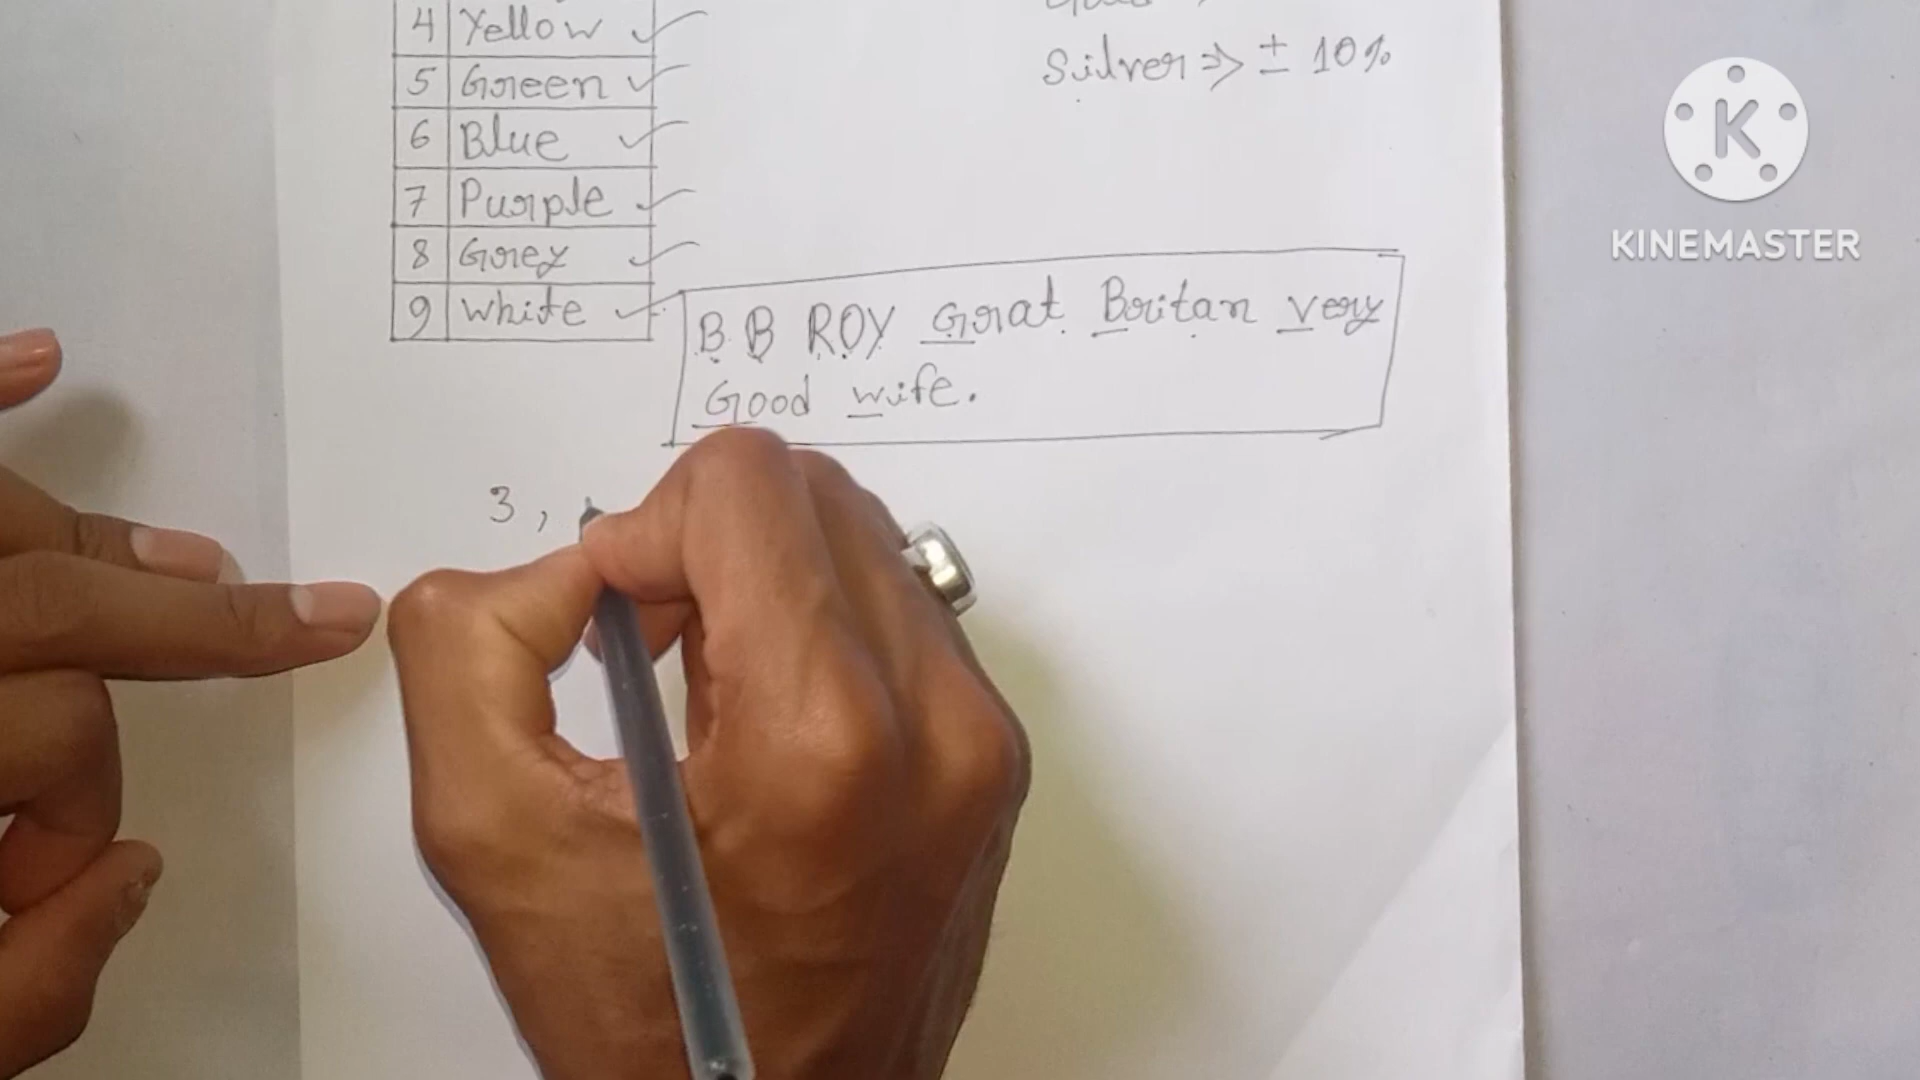 4 Yellow
5 Green
6 Blue
7 Purple
8 Grey
9 White
Silver => ± 10%
B B ROY Grat Britan Very
Good wife.
3 ,
KINEMASTER